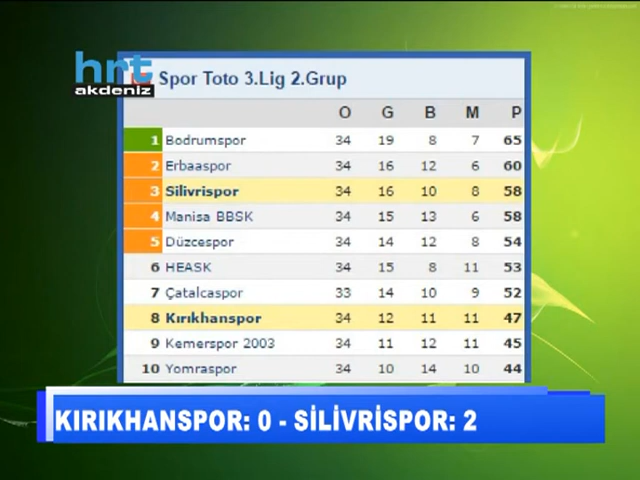 hrt
akdeniz
Spor Toto 3.Lig 2.Grup
O G B M P
1 Bodrumspor 34 19 8 7 65
2 Erbaaspor 34 16 12 6 60
3 Silivrispor 34 16 10 8 58
4 Manisa BBSK 34 15 13 6 58
5 Düzcespor 34 14 12 8 54
6 HEASK 34 15 8 11 53
7 Çatalcaspor 33 14 10 9 52
8 Kırıkhanspor 34 12 11 11 47
9 Kemerspor 2003 34 11 12 11 45
10 Yomraspor 34 10 14 10 44
KIRIKHANSPOR: 0 - SİLİVRİSPOR: 2